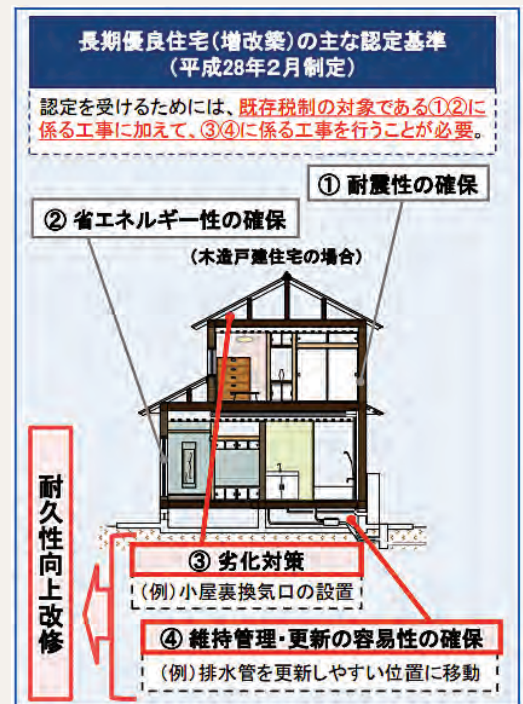 長期優良住宅（増改築）の主な認定基準
（平成28年2月制定）
認定を受けるためには、既存税制の対象である①②に
係る工事に加えて、③④に係る工事を行うことが必要。
① 耐震性の確保
② 省エネルギー性の確保
（木造戸建住宅の場合）
耐久性向上改修
③ 劣化対策
（例）小屋裏換気口の設置
④ 維持管理・更新の容易性の確保
（例）排水管を更新しやすい位置に移動